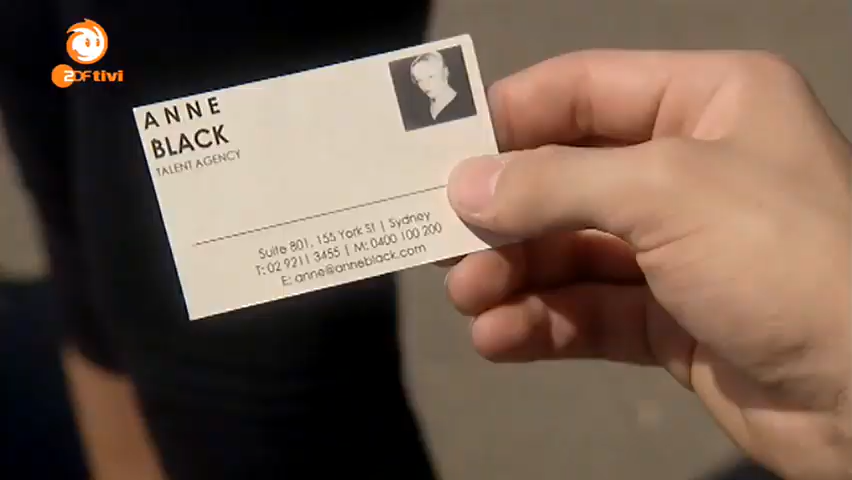 ZDFtivi
ANNE
BLACK
TALENT AGENCY
Suite 801, 155 York St | Sydney
T: 02 9211 3455 | M: 0400 100 200
E: anne@anneblack.com